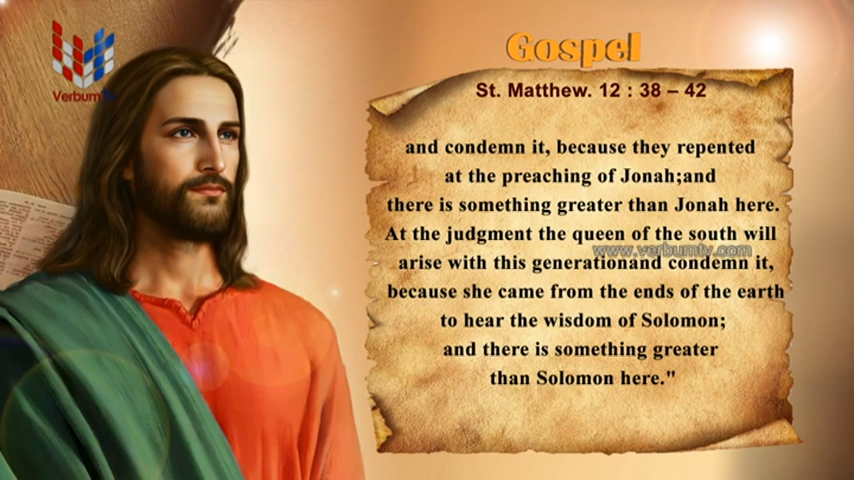 VerbumTv
Gospel
St. Matthew. 12 : 38 – 42
and condemn it, because they repented
at the preaching of Jonah;and
there is something greater than Jonah here.
At the judgment the queen of the south will
www.verbumtv.com
arise with this generationand condemn it,
because she came from the ends of the earth
to hear the wisdom of Solomon;
and there is something greater
than Solomon here."